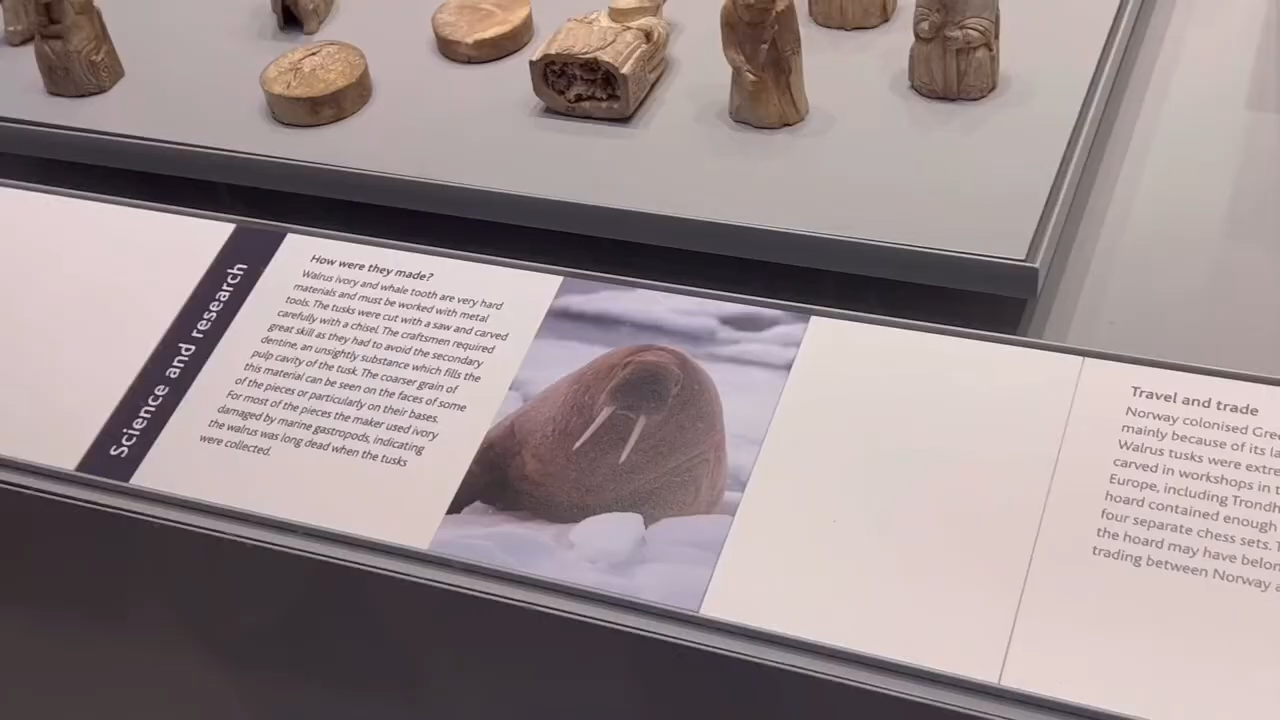 Science and research
How were they made?
Walrus ivory and whale tooth are very hard
materials and must be worked with metal
tools. The tusks were cut with a saw and carved
carefully with a chisel. The craftsmen required
great skill as they had to avoid the secondary
dentine, an unsightly substance which fills the
pulp cavity of the tusk. The coarser grain of
this material can be seen on the faces of some
of the pieces or particularly on their bases.
For most of the pieces the maker used ivory
damaged by marine gastropods, indicating
the walrus was long dead when the tusks
were collected.
Travel and trade
Norway colonised Gre
mainly because of its la
Walrus tusks were extre
carved in workshops in t
Europe, including Trondh
hoard contained enough
four separate chess sets. T
the hoard may have belon
trading between Norway a